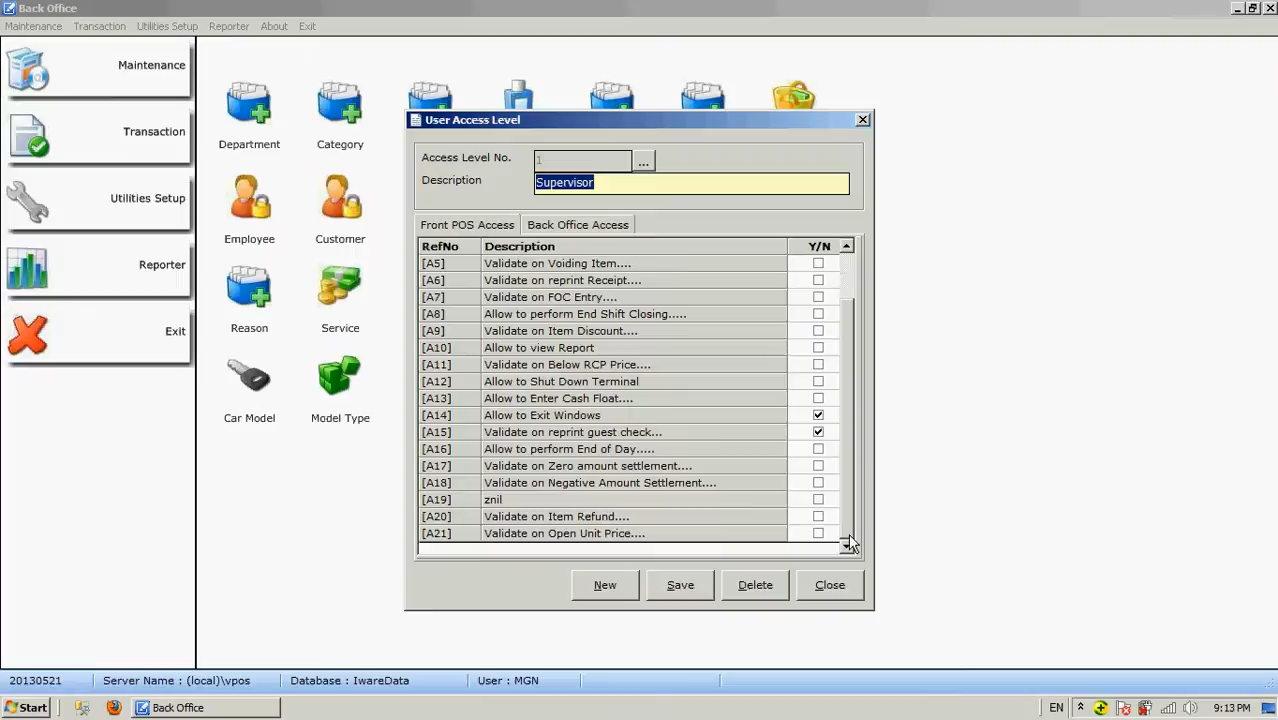 Back Office
Maintenance Transaction Utilities Setup Reporter About Exit
Maintenance
Transaction
Utilities Setup
Reporter
Exit
Department Category
Employee Customer
Reason Service
Car Model Model Type
User Access Level
Access Level No. 1 ...
Description Supervisor
Front POS Access Back Office Access
RefNo Description Y/N
[A5] Validate on Voiding Item....
[A6] Validate on reprint Receipt....
[A7] Validate on FOC Entry....
[A8] Allow to perform End Shift Closing.....
[A9] Validate on Item Discount....
[A10] Allow to view Report
[A11] Validate on Below RCP Price....
[A12] Allow to Shut Down Terminal
[A13] Allow to Enter Cash Float....
[A14] Allow to Exit Windows
[A15] Validate on reprint guest check...
[A16] Allow to perform End of Day.....
[A17] Validate on Zero amount settlement....
[A18] Validate on Negative Amount Settlement....
[A19] znil
[A20] Validate on Item Refund....
[A21] Validate on Open Unit Price....
New Save Delete Close
20130521 Server Name : (local)\vpos Database : IwareData User : MGN
Start Back Office EN 9:13 PM